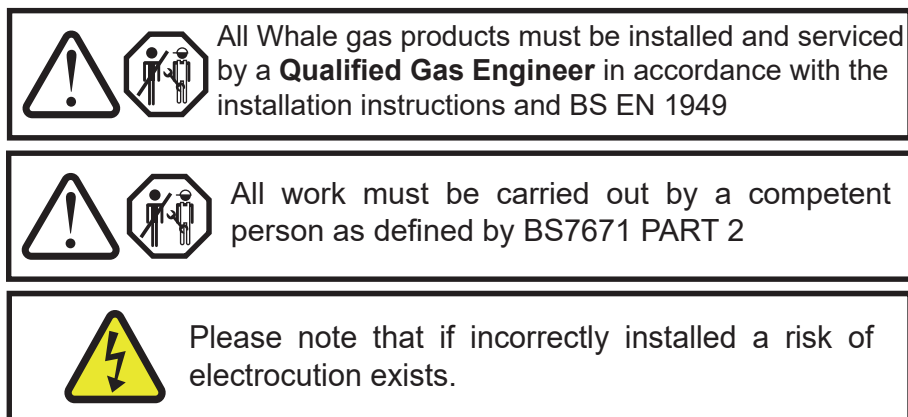 All Whale gas products must be installed and serviced
by a Qualified Gas Engineer in accordance with the
installation instructions and BS EN 1949
All work must be carried out by a competent
person as defined by BS7671 PART 2
Please note that if incorrectly installed a risk of
electrocution exists.